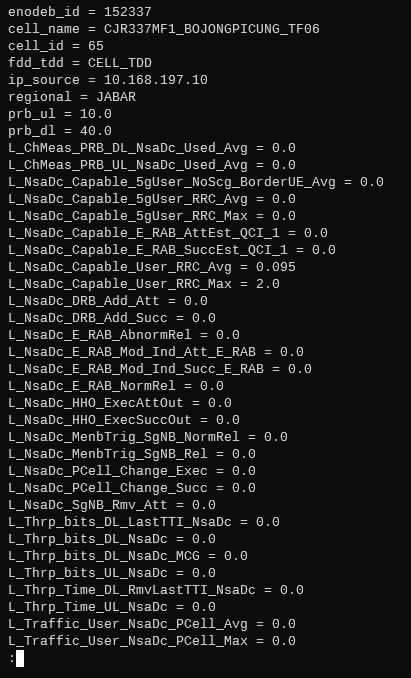 enodeb_id = 152337
cell_name = CJR337MF1_BOJONGPICUNG_TF06
cell_id = 65
fdd_tdd = CELL_TDD
ip_source = 10.168.197.10
regional = JABAR
prb_ul = 10.0
prb_dl = 40.0
L_ChMeas_PRB_DL_NsaDc_Used_Avg = 0.0
L_ChMeas_PRB_UL_NsaDc_Used_Avg = 0.0
L_NsaDc_Capable_5gUser_NoScg_BorderUE_Avg = 0.0
L_NsaDc_Capable_5gUser_RRC_Avg = 0.0
L_NsaDc_Capable_5gUser_RRC_Max = 0.0
L_NsaDc_Capable_E_RAB_AttEst_QCI_1 = 0.0
L_NsaDc_Capable_E_RAB_SuccEst_QCI_1 = 0.0
L_NsaDc_Capable_User_RRC_Avg = 0.095
L_NsaDc_Capable_User_RRC_Max = 2.0
L_NsaDc_DRB_Add_Att = 0.0
L_NsaDc_DRB_Add_Succ = 0.0
L_NsaDc_E_RAB_AbnormRel = 0.0
L_NsaDc_E_RAB_Mod_Ind_Att_E_RAB = 0.0
L_NsaDc_E_RAB_Mod_Ind_Succ_E_RAB = 0.0
L_NsaDc_E_RAB_NormRel = 0.0
L_NsaDc_HHO_ExecAttOut = 0.0
L_NsaDc_HHO_ExecSuccOut = 0.0
L_NsaDc_MenbTrig_SgNB_NormRel = 0.0
L_NsaDc_MenbTrig_SgNB_Rel = 0.0
L_NsaDc_PCell_Change_Exec = 0.0
L_NsaDc_PCell_Change_Succ = 0.0
L_NsaDc_SgNB_Rmv_Att = 0.0
L_Thrp_bits_DL_LastTTI_NsaDc = 0.0
L_Thrp_bits_DL_NsaDc = 0.0
L_Thrp_bits_DL_NsaDc_MCG = 0.0
L_Thrp_bits_UL_NsaDc = 0.0
L_Thrp_Time_DL_RmvLastTTI_NsaDc = 0.0
L_Thrp_Time_UL_NsaDc = 0.0
L_Traffic_User_NsaDc_PCell_Avg = 0.0
L_Traffic_User_NsaDc_PCell_Max = 0.0
: